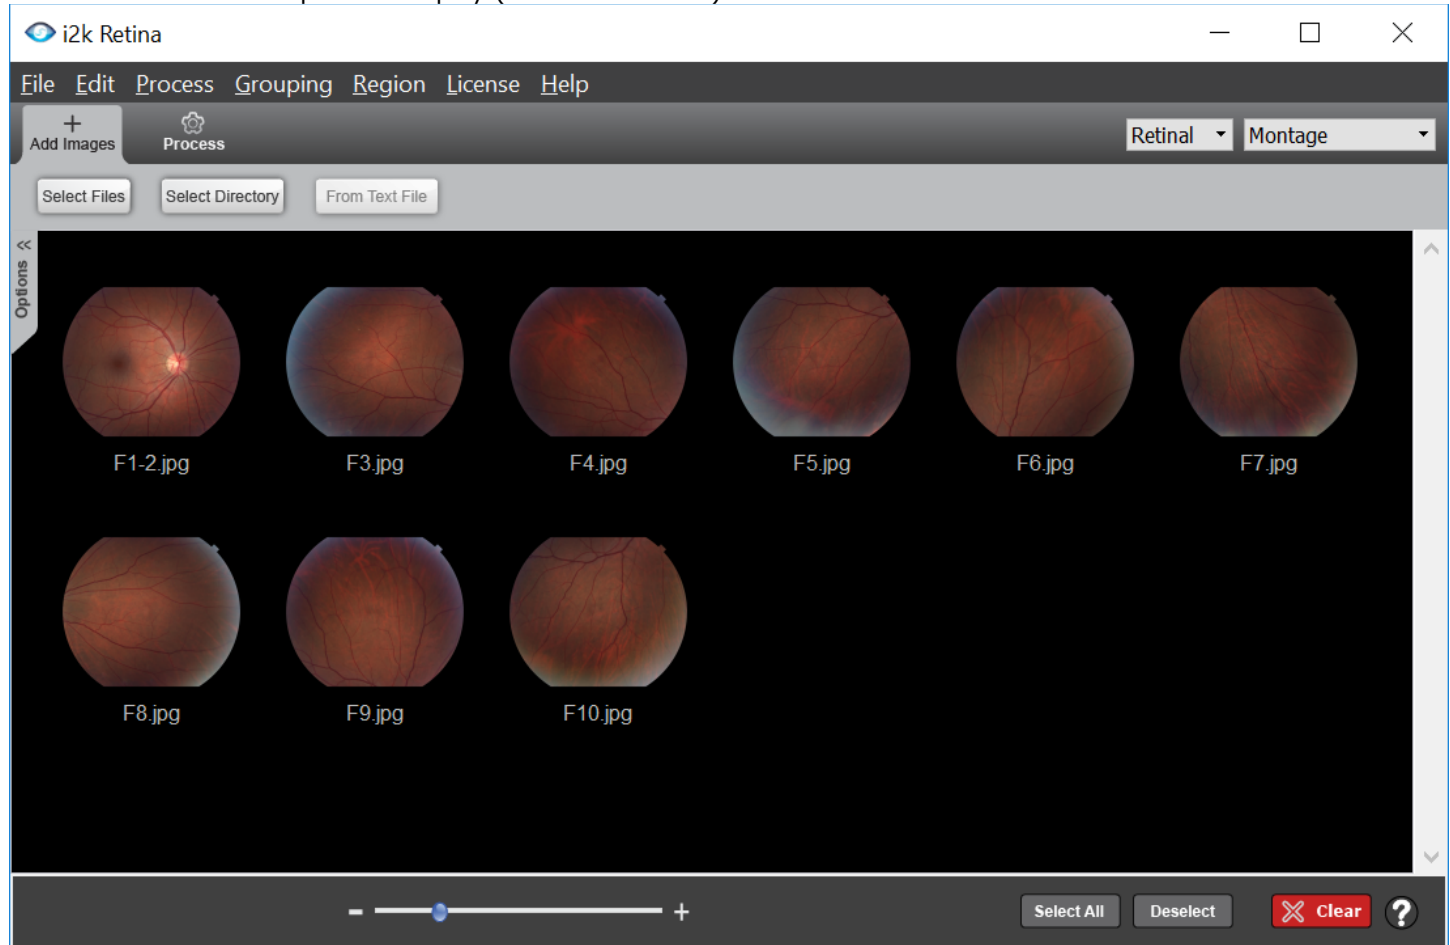 i2k Retina
File Edit Process Grouping Region License Help
Add Images Process Retinal Montage
Select Files Select Directory From Text File
Options
F1-2.jpg F3.jpg F4.jpg F5.jpg F6.jpg F7.jpg
F8.jpg F9.jpg F10.jpg
Select All Deselect Clear ?